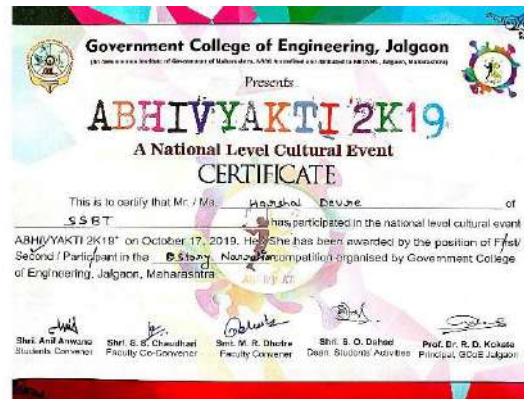 Government College of Engineering, Jalgaon
Presents
ABHIVYAKTI 2K19
A National Level Cultural Event
CERTIFICATE
This is to certify that Mr. / Ms. Harshal Deore of
SSBT has participated in the national level cultural event
ABHIVYAKTI 2K19" on October 17, 2019. He / She has been awarded by the position of First/
Second / Participant in the Story Narration competition organised by Government College
of Engineering, Jalgaon, Maharashtra
Shri. Anil Anwane Shri. S. S. Chaudhari Smt. M. R. Dhotre Shri. S. O. Dahad Prof. Dr. R. D. Kokate
Students Convener Faculty Co-Convener Faculty Convener Dean, Students Activities Principal, GCoE Jalgaon